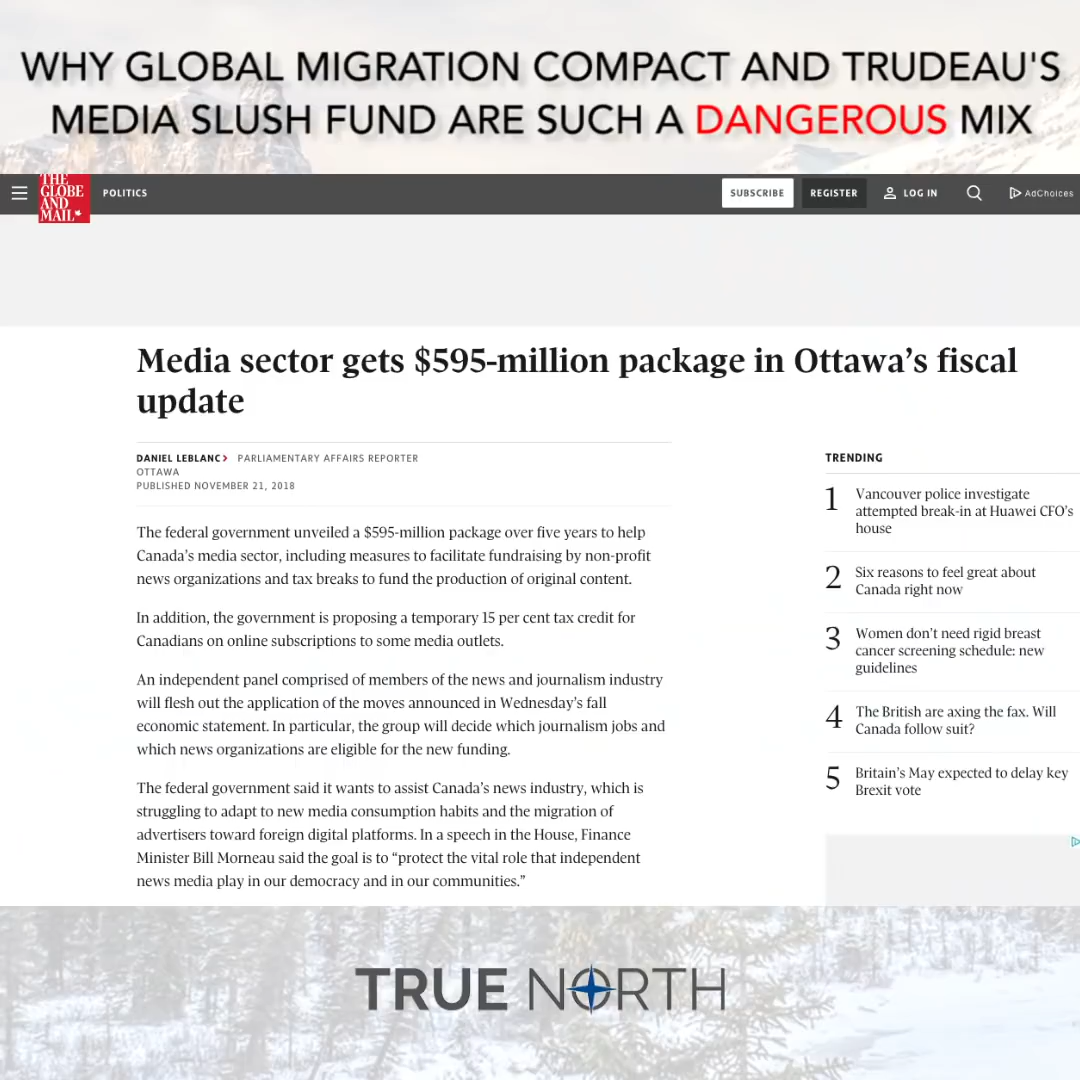 WHY GLOBAL MIGRATION COMPACT AND TRUDEAU'S
MEDIA SLUSH FUND ARE SUCH A DANGEROUS MIX
THE
GLOBE
AND
MAIL
POLITICS
SUBSCRIBE
REGISTER
LOG IN
AdChoices
Media sector gets $595-million package in Ottawa’s fiscal
update
DANIEL LEBLANC PARLIAMENTARY AFFAIRS REPORTER
OTTAWA
PUBLISHED NOVEMBER 21, 2018
The federal government unveiled a $595-million package over five years to help
Canada’s media sector, including measures to facilitate fundraising by non-profit
news organizations and tax breaks to fund the production of original content.
In addition, the government is proposing a temporary 15 per cent tax credit for
Canadians on online subscriptions to some media outlets.
An independent panel comprised of members of the news and journalism industry
will flesh out the application of the moves announced in Wednesday’s fall
economic statement. In particular, the group will decide which journalism jobs and
which news organizations are eligible for the new funding.
The federal government said it wants to assist Canada’s news industry, which is
struggling to adapt to new media consumption habits and the migration of
advertisers toward foreign digital platforms. In a speech in the House, Finance
Minister Bill Morneau said the goal is to “protect the vital role that independent
news media play in our democracy and in our communities.”
TRENDING
1 Vancouver police investigate
attempted break-in at Huawei CFO’s
house
2 Six reasons to feel great about
Canada right now
3 Women don’t need rigid breast
cancer screening schedule: new
guidelines
4 The British are axing the fax. Will
Canada follow suit?
5 Britain’s May expected to delay key
Brexit vote
TRUE NORTH